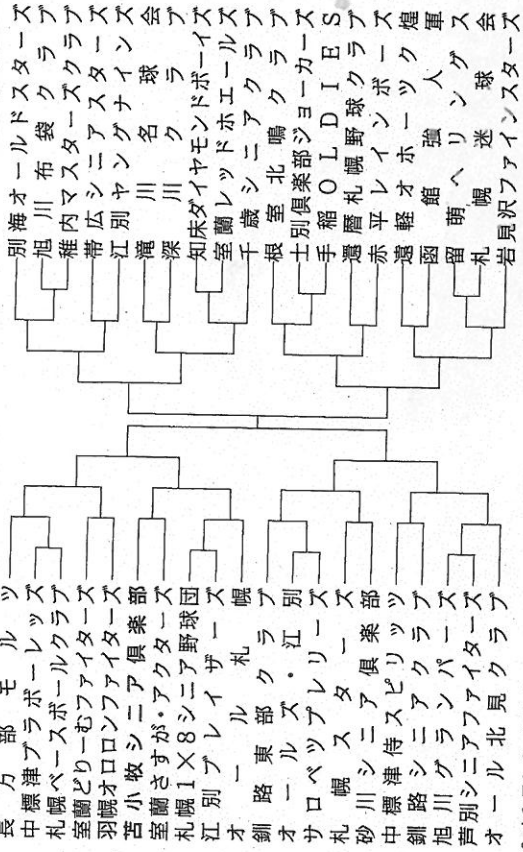 別海オールドスターズ
旭川布袋クラブ
稚内マスターズクラブ
帯広シニアスターズ
江別ヤングナインズ
滝川名球会
深川クラブ
知床ダイヤモンドボーイズ
室蘭レッドホエールズ
千歳シニアクラブ
根室北鳴クラブ
士別倶楽部ジョーカーズ
手稲OLDIES
還暦札幌野球クラブ
赤平レインボーズ
遠軽オホーツク煌
函館強人軍
留萌ヘリングス
札幌迷球会
岩見沢ファインスターズ
長万部モルツ
中標津ブラボーレッズ
札幌ベースボールクラブ
室蘭どりーむファイターズ
羽幌オロロンファイターズ
苫小牧シニア倶楽部
室蘭さすが・アクターズ
札幌1×8シニア野球団
江別ブレイザーズ
オール札幌
釧路東部クラブ
オールズ・江別
サロベツプレリーズ
札幌スターズ
砂川シニア倶楽部
中標津侍スピリッツ
釧路シニアクラブ
旭川グランパーズ
芦別シニアファイターズ
オール北見クラブ